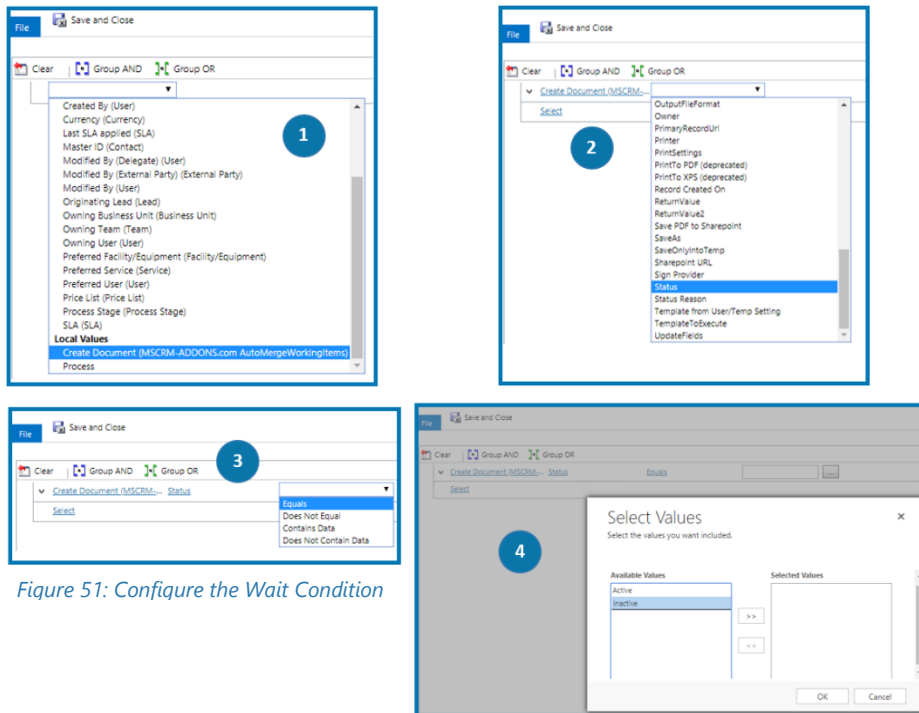 File
Save and Close
Clear
Group AND
Group OR
1
Created By (User)
Currency (Currency)
Last SLA applied (SLA)
Master ID (Contact)
Modified By (Delegate) (User)
Modified By (External Party) (External Party)
Modified By (User)
Originating Lead (Lead)
Owning Business Unit (Business Unit)
Owning Team (Team)
Owning User (User)
Preferred Facility/Equipment (Facility/Equipment)
Preferred Service (Service)
Preferred User (User)
Price List (Price List)
Process Stage (Process Stage)
SLA (SLA)
Local Values
Create Document (MSCRM-ADDONS.com AutoMergeWorkingItems)
Process
File
Save and Close
Clear
Group AND
Group OR
Create Document (MSCRM-...
Select
2
OutputFileFormat
Owner
PrimaryRecordUrl
Printer
PrintSettings
PrintTo PDF (deprecated)
PrintTo XPS (deprecated)
Record Created On
ReturnValue
ReturnValue2
Save PDF to Sharepoint
SaveAs
SaveOnlyIntoTemp
Sharepoint URL
Sign Provider
Status
Status Reason
Template from User/Temp Setting
TemplateToExecute
UpdateFields
File
Save and Close
Clear
Group AND
Group OR
3
Create Document (MSCRM-... Status
Select
Equals
Does Not Equal
Contains Data
Does Not Contain Data
Figure 51: Configure the Wait Condition
File
Save and Close
Clear
Group AND
Group OR
Create Document (MSCRM-... Status Equals ...
Select
4
Select Values
×
Select the values you want included.
Available Values
Selected Values
Active
Inactive
>>
<<
OK
Cancel